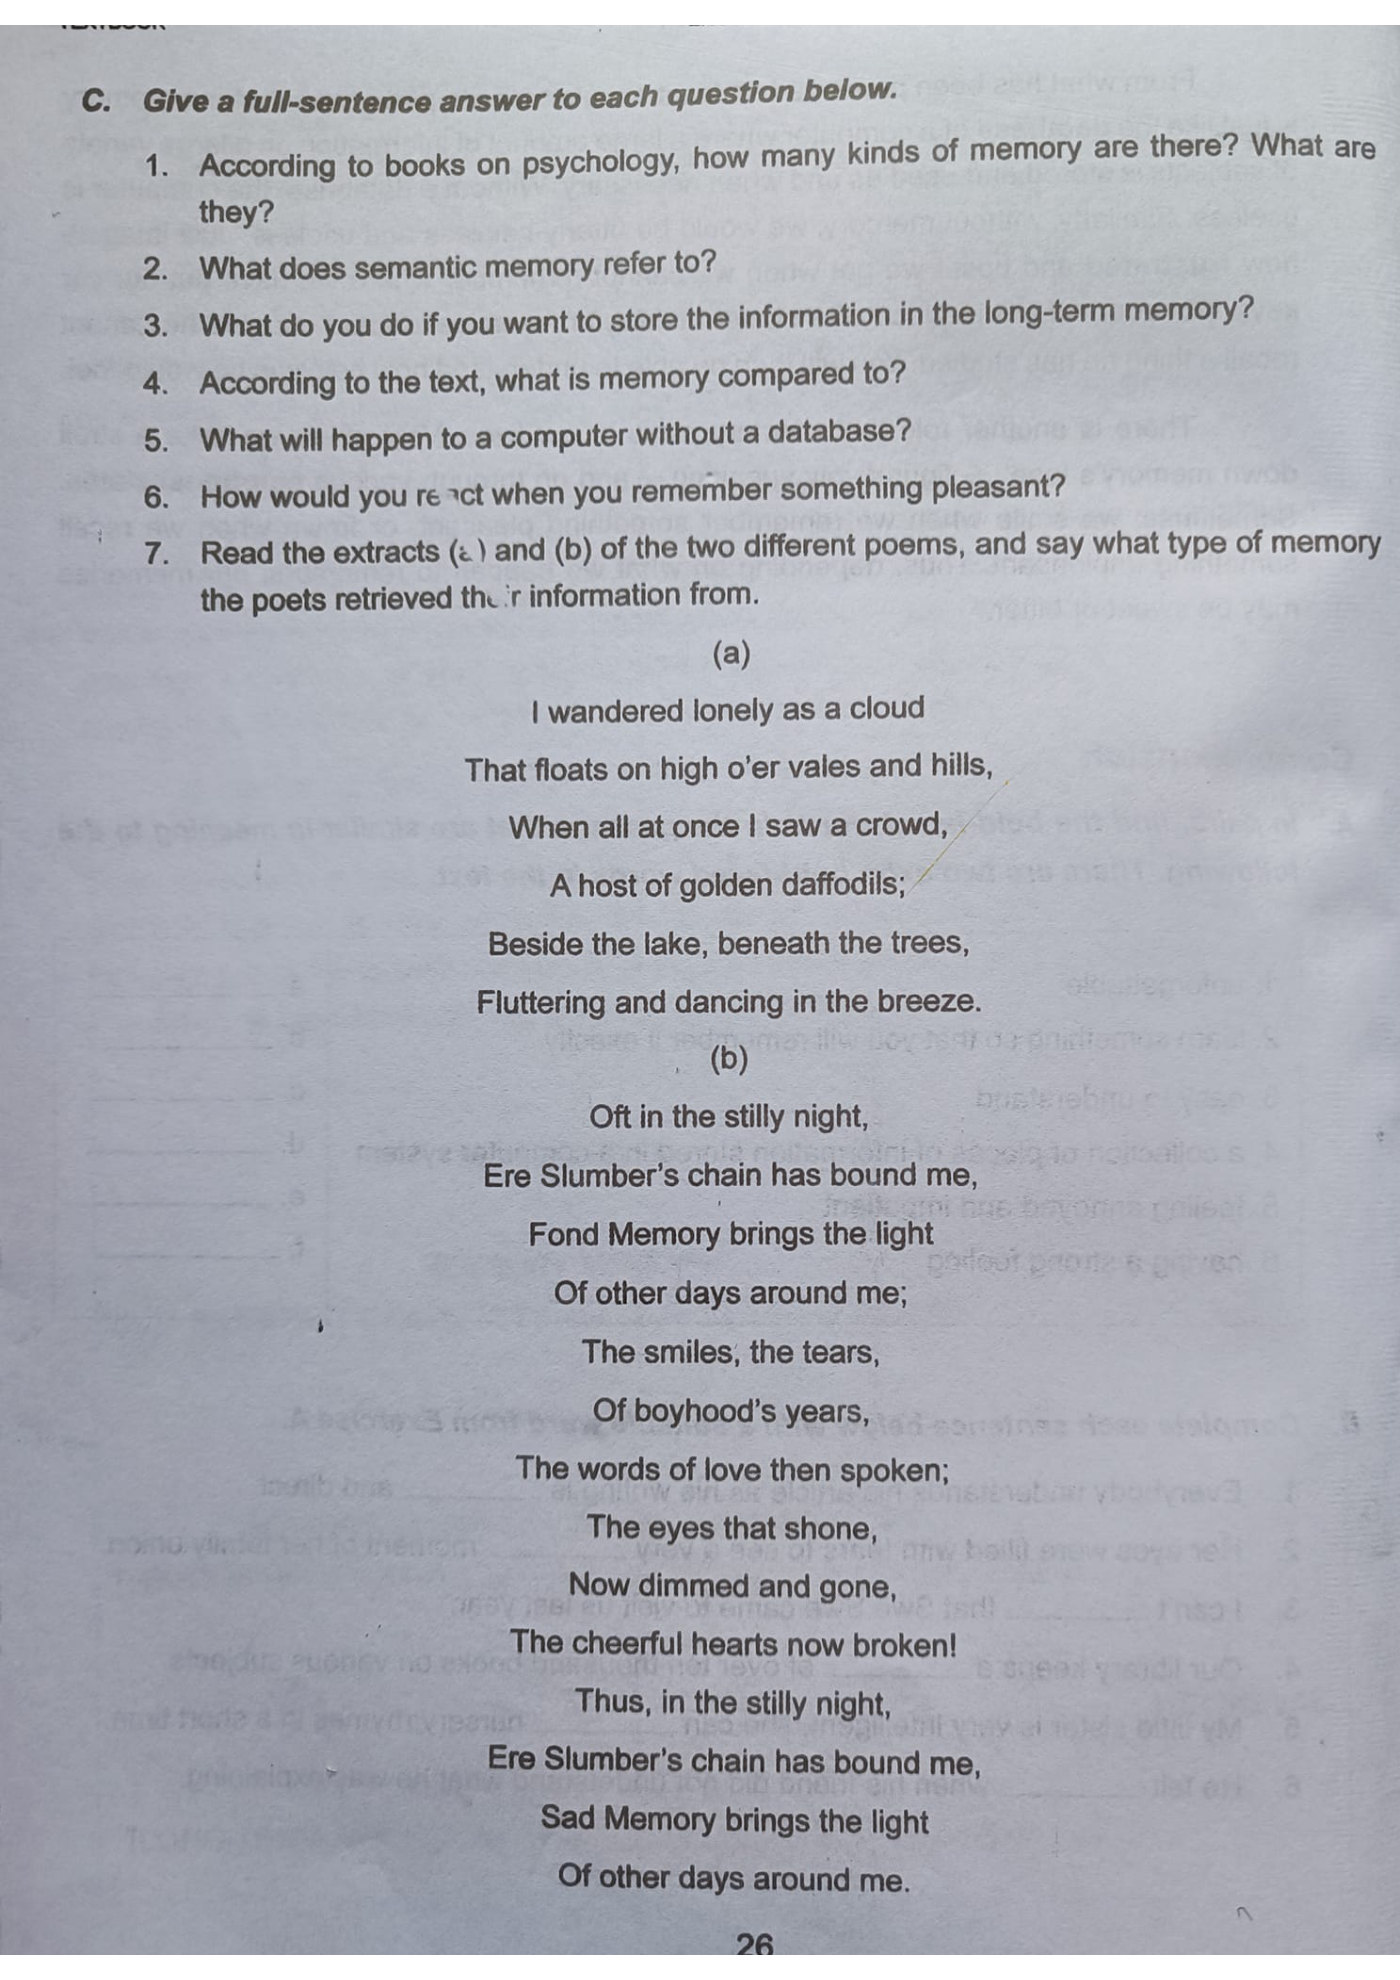 C. Give a full-sentence answer to each question below.
1. According to books on psychology, how many kinds of memory are there? What are
they?
2. What does semantic memory refer to?
3. What do you do if you want to store the information in the long-term memory?
4. According to the text, what is memory compared to?
5. What will happen to a computer without a database?
6. How would you react when you remember something pleasant?
7. Read the extracts (a) and (b) of the two different poems, and say what type of memory
the poets retrieved their information from.
(a)
I wandered lonely as a cloud
That floats on high o'er vales and hills,
When all at once I saw a crowd,
A host of golden daffodils;
Beside the lake, beneath the trees,
Fluttering and dancing in the breeze.
(b)
Oft in the stilly night,
Ere Slumber's chain has bound me,
Fond Memory brings the light
Of other days around me;
The smiles, the tears,
Of boyhood's years,
The words of love then spoken;
The eyes that shone,
Now dimmed and gone,
The cheerful hearts now broken!
Thus, in the stilly night,
Ere Slumber's chain has bound me,
Sad Memory brings the light
Of other days around me.
26